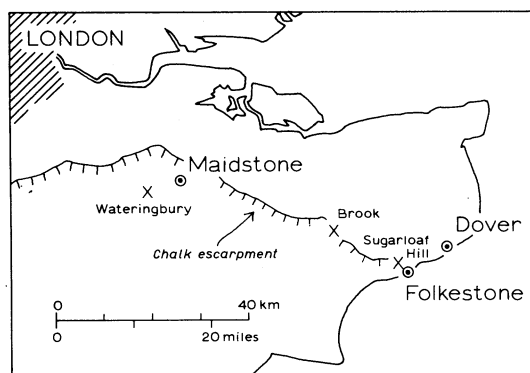 LONDON
Maidstone
Wateringbury
Brook
Chalk escarpment
Sugarloaf
Hill
Dover
Folkestone
0 40 km
0 20 miles